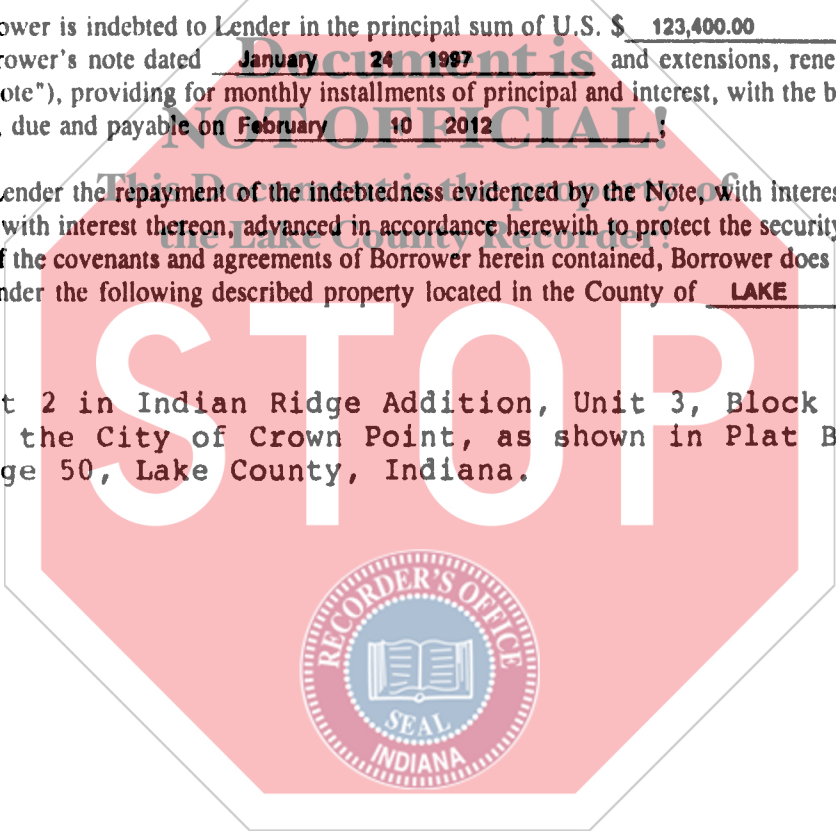 ower is indebted to Lender in the principal sum of U.S. $ 123,400.00
rower's note dated January 24 1997 and extensions, rene
ote"), providing for monthly installments of principal and interest, with the b
, due and payable on February 10 2012 ;
Document is
NOT OFFICIAL!
This Document is the property of
the Lake County Recorder!
ender the repayment of the indebtedness evidenced by the Note, with interes
with interest thereon, advanced in accordance herewith to protect the security
f the covenants and agreements of Borrower herein contained, Borrower does
nder the following described property located in the County of LAKE
STOP
t 2 in Indian Ridge Addition, Unit 3, Block
the City of Crown Point, as shown in Plat B
ge 50, Lake County, Indiana.
RECORDER'S OFFICE
SEAL
INDIANA